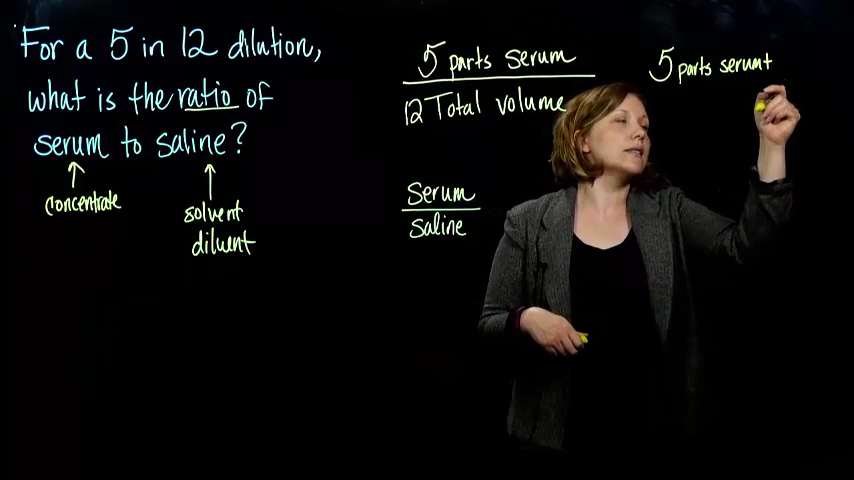 For a 5 in 12 dilution,
what is the ratio of
serum to saline?
concentrate
solvent
diluent
5 parts serum
12 Total volume
Serum
Saline
5 parts serum +